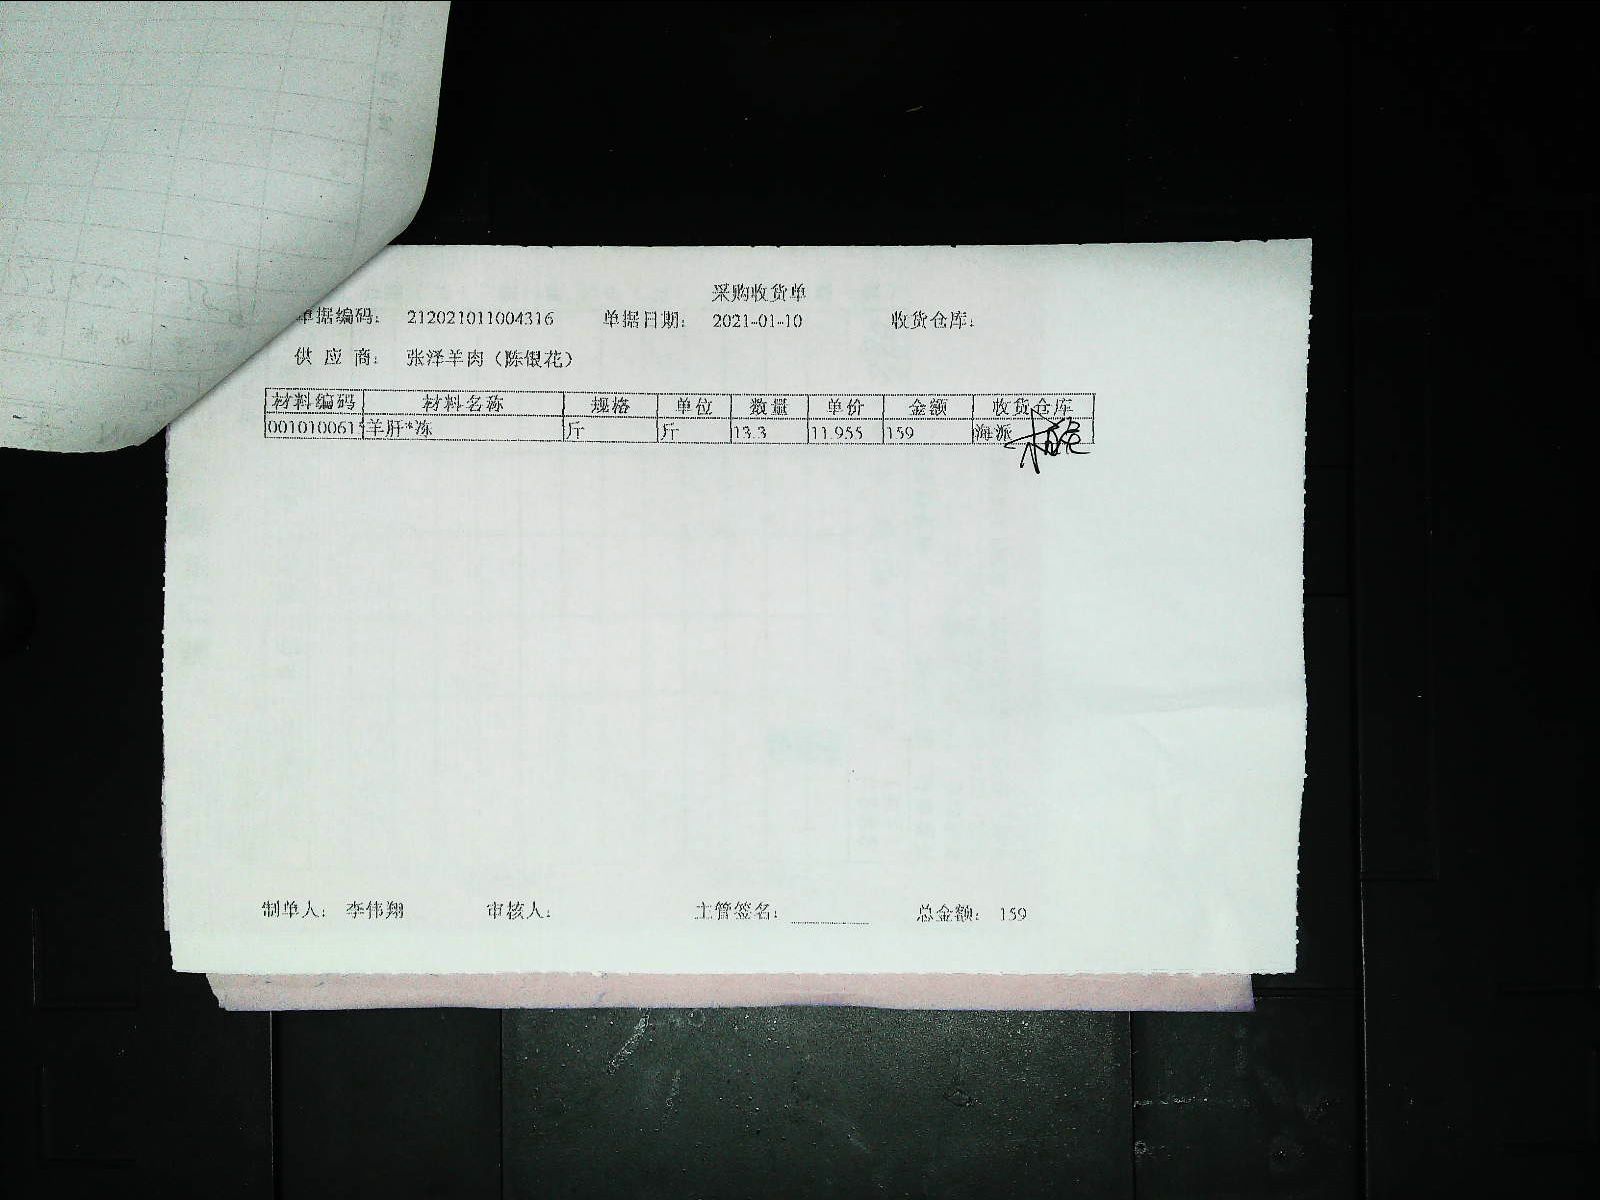 采购收货单
单据编码： 212021011004316 单据日期： 2021-01-10 收货仓库：
供 应 商： 张泽羊肉（陈银花）
材料编码 材料名称 规格 单位 数量 单价 金额 收货仓库
001010061 羊肝*冻 斤 斤 13.3 11.955 159 海派
制单人： 李伟翔 审核人： 主管签名： 总金额： 159